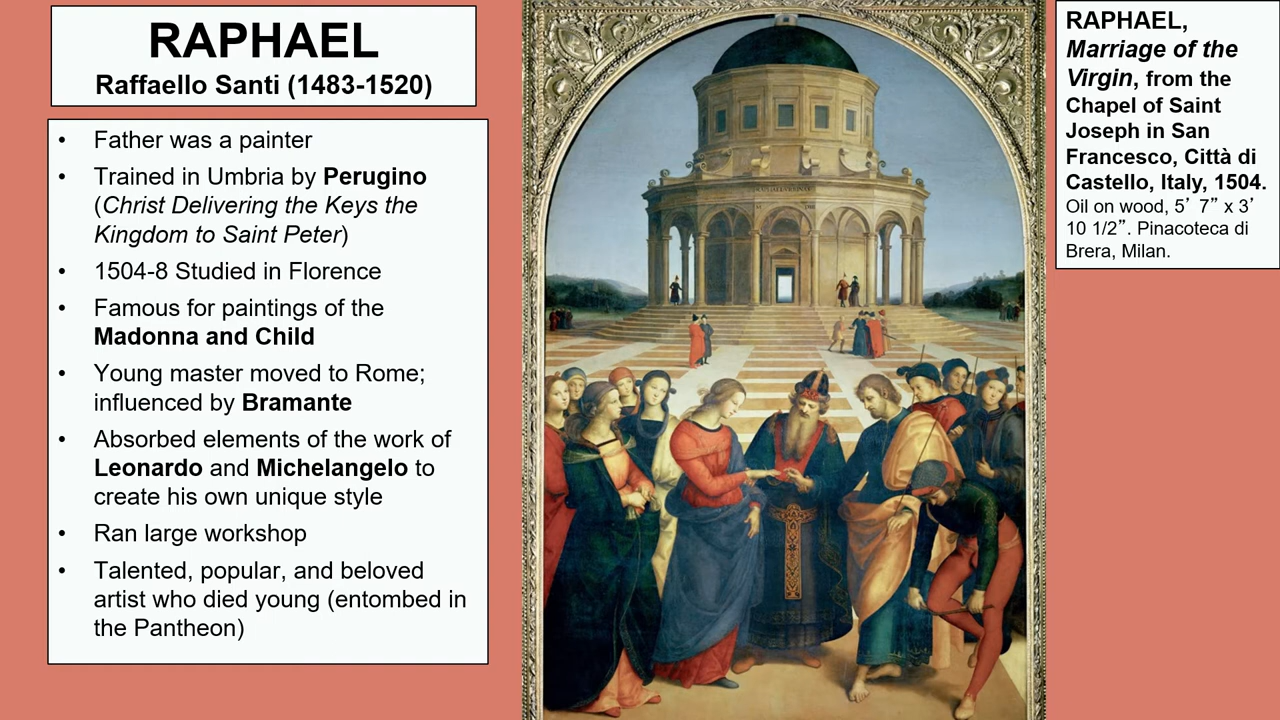 RAPHAEL
Raffaello Santi (1483-1520)
• Father was a painter
• Trained in Umbria by Perugino
(Christ Delivering the Keys the
Kingdom to Saint Peter)
• 1504-8 Studied in Florence
• Famous for paintings of the
Madonna and Child
• Young master moved to Rome;
influenced by Bramante
• Absorbed elements of the work of
Leonardo and Michelangelo to
create his own unique style
• Ran large workshop
• Talented, popular, and beloved
artist who died young (entombed in
the Pantheon)
RAPHAEL,
Marriage of the
Virgin, from the
Chapel of Saint
Joseph in San
Francesco, Città di
Castello, Italy, 1504.
Oil on wood, 5’ 7” x 3’
10 1/2”. Pinacoteca di
Brera, Milan.